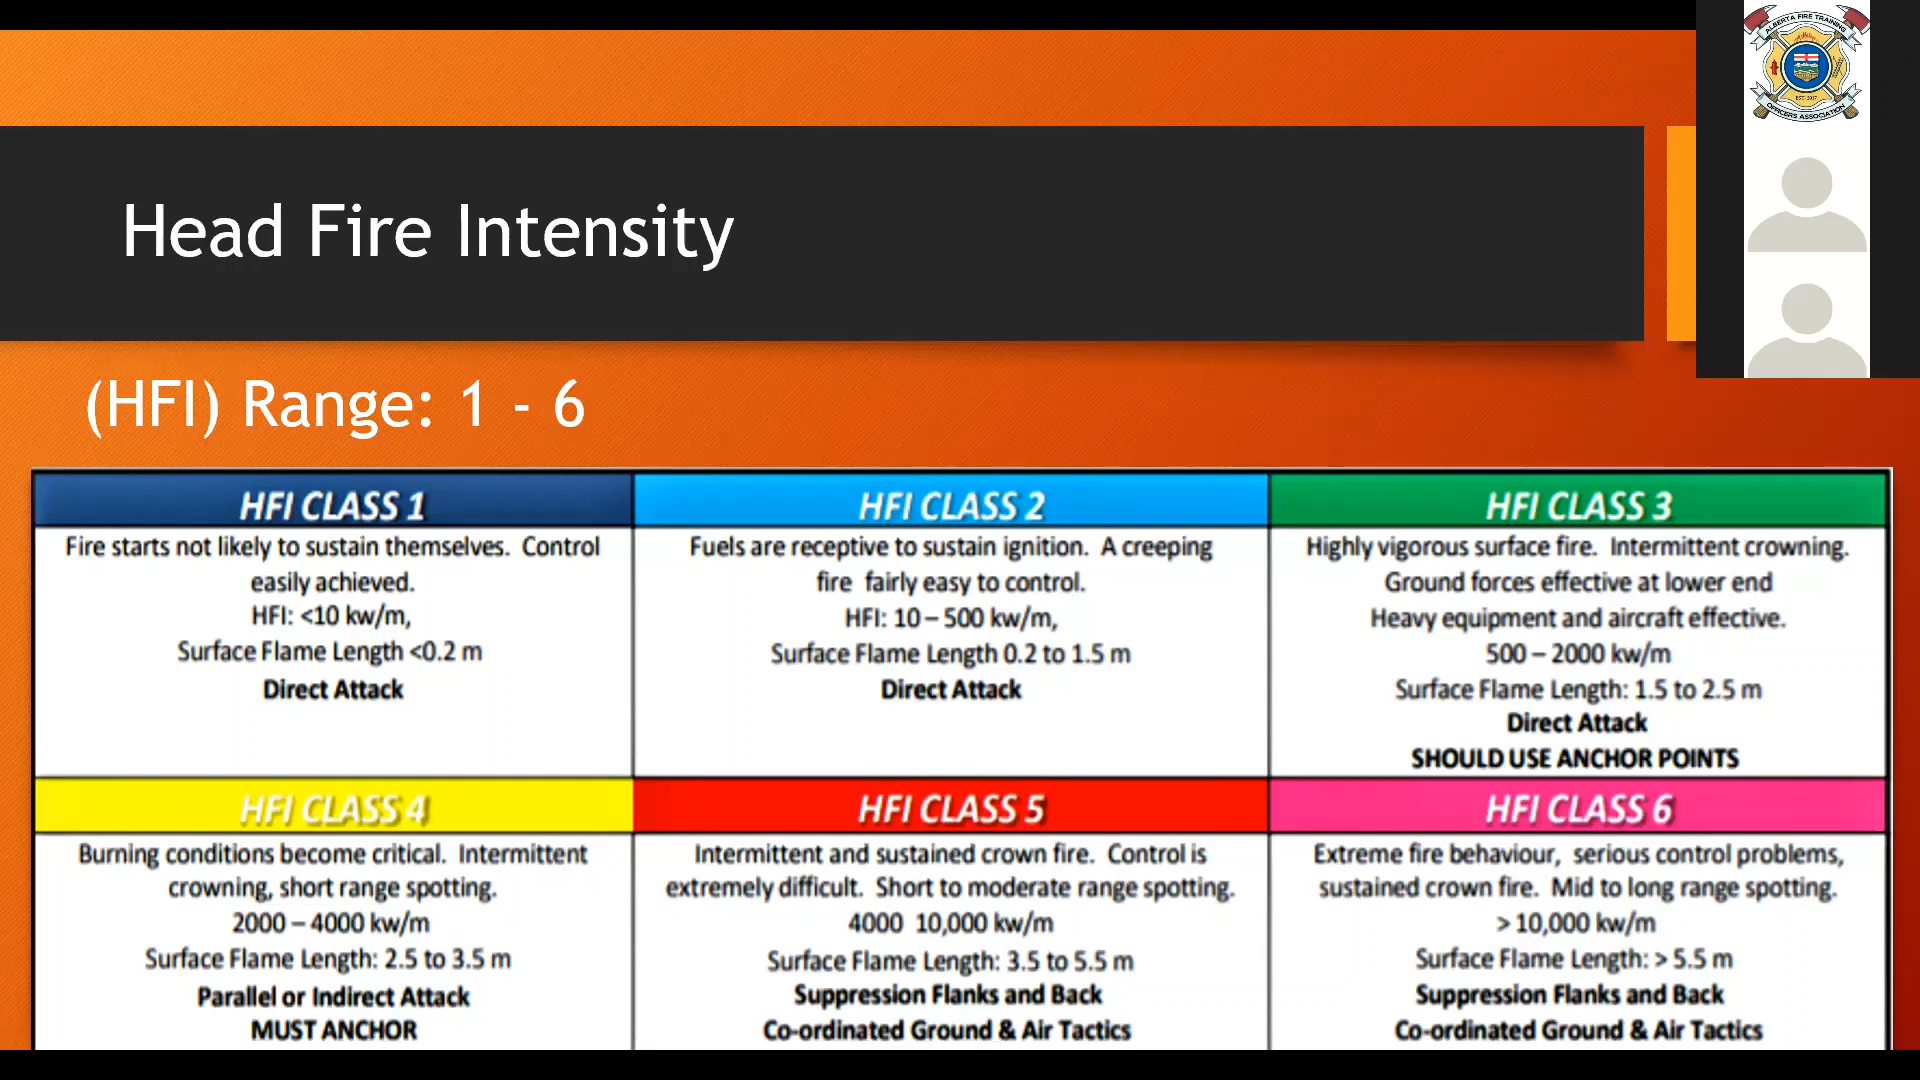 ALBERTA FIRE TRAINING
EST. 2017
OFFICERS ASSOCIATION
Head Fire Intensity
(HFI) Range: 1 - 6
HFI CLASS 1
Fire starts not likely to sustain themselves.  Control
easily achieved.
HFI: <10 kw/m,
Surface Flame Length <0.2 m
Direct Attack
HFI CLASS 2
Fuels are receptive to sustain ignition.  A creeping
fire  fairly easy to control.
HFI: 10 – 500 kw/m,
Surface Flame Length 0.2 to 1.5 m
Direct Attack
HFI CLASS 3
Highly vigorous surface fire.  Intermittent crowning.
Ground forces effective at lower end
Heavy equipment and aircraft effective.
500 – 2000 kw/m
Surface Flame Length: 1.5 to 2.5 m
Direct Attack
SHOULD USE ANCHOR POINTS
HFI CLASS 4
Burning conditions become critical.  Intermittent
crowning, short range spotting.
2000 – 4000 kw/m
Surface Flame Length: 2.5 to 3.5 m
Parallel or Indirect Attack
MUST ANCHOR
HFI CLASS 5
Intermittent and sustained crown fire.  Control is
extremely difficult.  Short to moderate range spotting.
4000  10,000 kw/m
Surface Flame Length: 3.5 to 5.5 m
Suppression Flanks and Back
Co-ordinated Ground & Air Tactics
HFI CLASS 6
Extreme fire behaviour,  serious control problems,
sustained crown fire.  Mid to long range spotting.
> 10,000 kw/m
Surface Flame Length: > 5.5 m
Suppression Flanks and Back
Co-ordinated Ground & Air Tactics